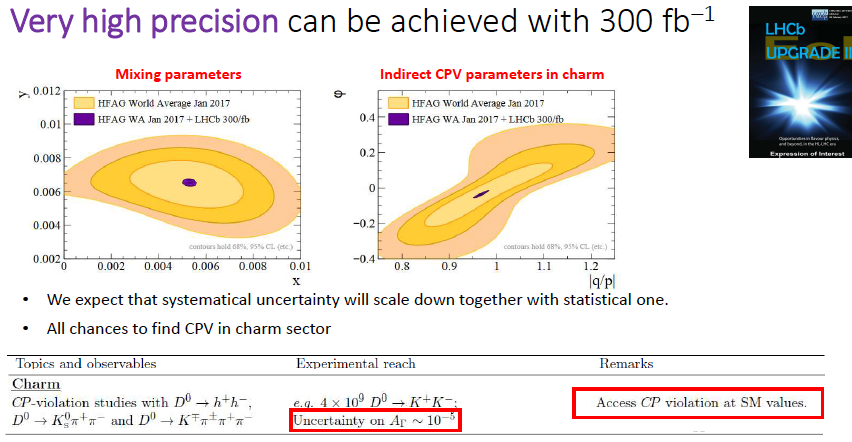 Very high precision can be achieved with 300 fb⁻¹
LHCb
UPGRADE II
Opportunities in flavour physics,
and beyond, in the HL-LHC era
Expression of Interest
Mixing parameters
y
0.012
0.01
0.008
0.006
0.004
0.002
HFAG World Average Jan 2017
HFAG WA Jan 2017 + LHCb 300/fb
contours hold 68%, 95% CL (etc.)
0 0.002 0.004 0.006 0.008 0.01
x
Indirect CPV parameters in charm
φ
0.4
0.2
0
−0.2
−0.4
HFAG World Average Jan 2017
HFAG WA Jan 2017 + LHCb 300/fb
contours hold 68%, 95% CL (etc.)
0.8 0.9 1 1.1 1.2
|q/p|
• We expect that systematical uncertainty will scale down together with statistical one.
• All chances to find CPV in charm sector
Topics and observables Experimental reach Remarks
Charm
CP-violation studies with D⁰ → h⁺h⁻, e.g. 4 × 10⁹ D⁰ → K⁺K⁻; Access CP violation at SM values.
D⁰ → K⁰ₛπ⁺π⁻ and D⁰ → K∓π±π⁺π⁻ Uncertainty on A_Γ ∼ 10⁻⁵